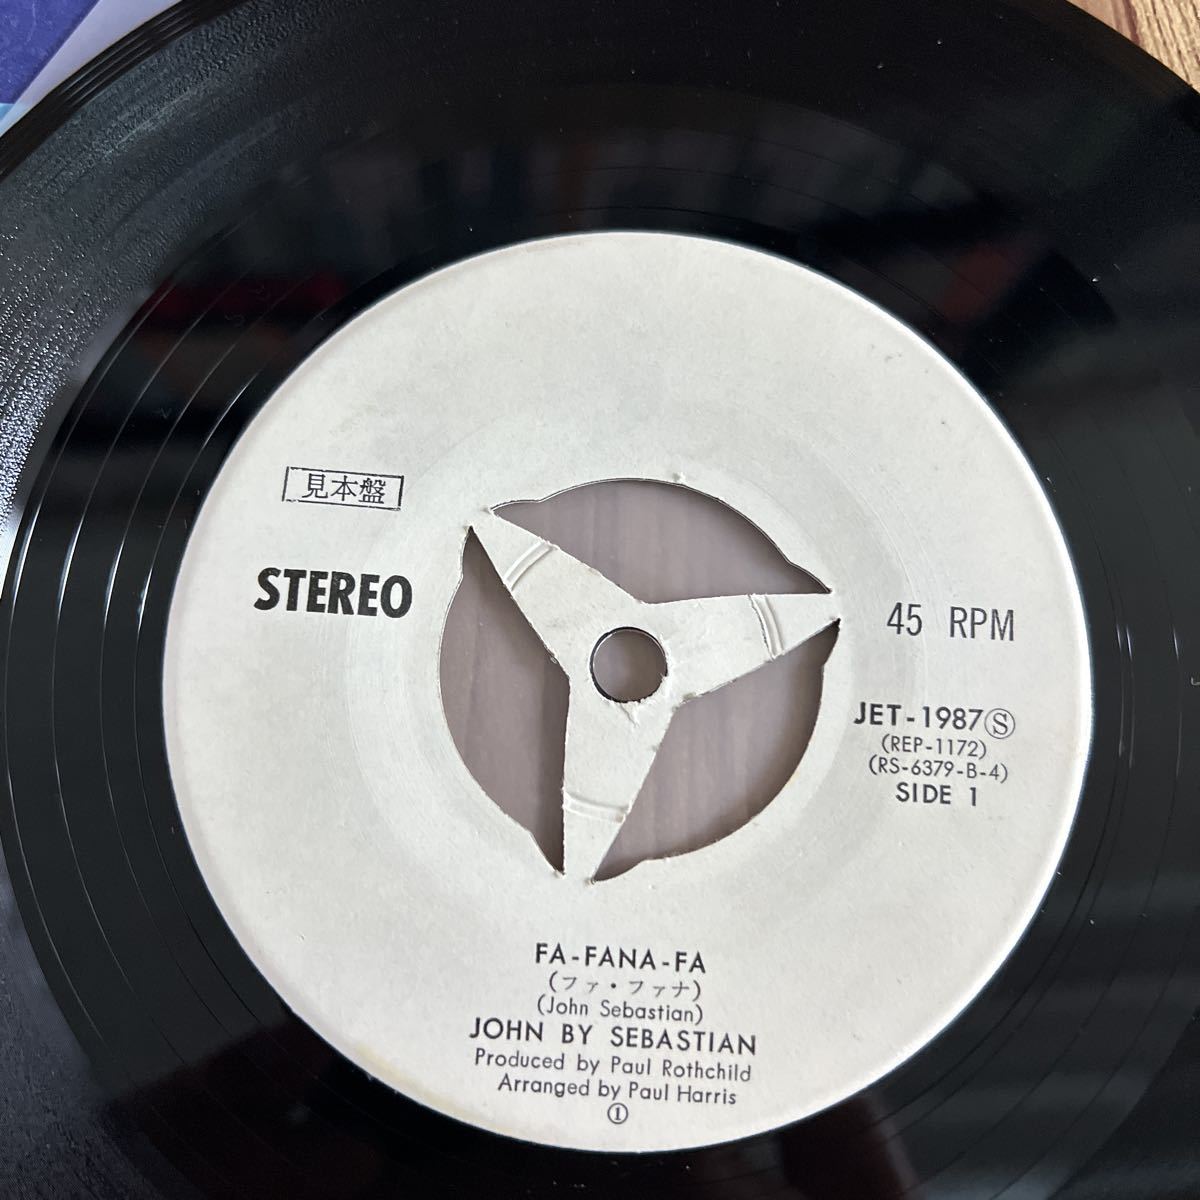 見本盤
STEREO
45 RPM
JET-1987Ⓢ
(REP-1172)
(RS-6379-B-4)
SIDE 1
FA-FANA-FA
(ファ・ファナ)
(John Sebastian)
JOHN BY SEBASTIAN
Produced by Paul Rothchild
Arranged by Paul Harris
①